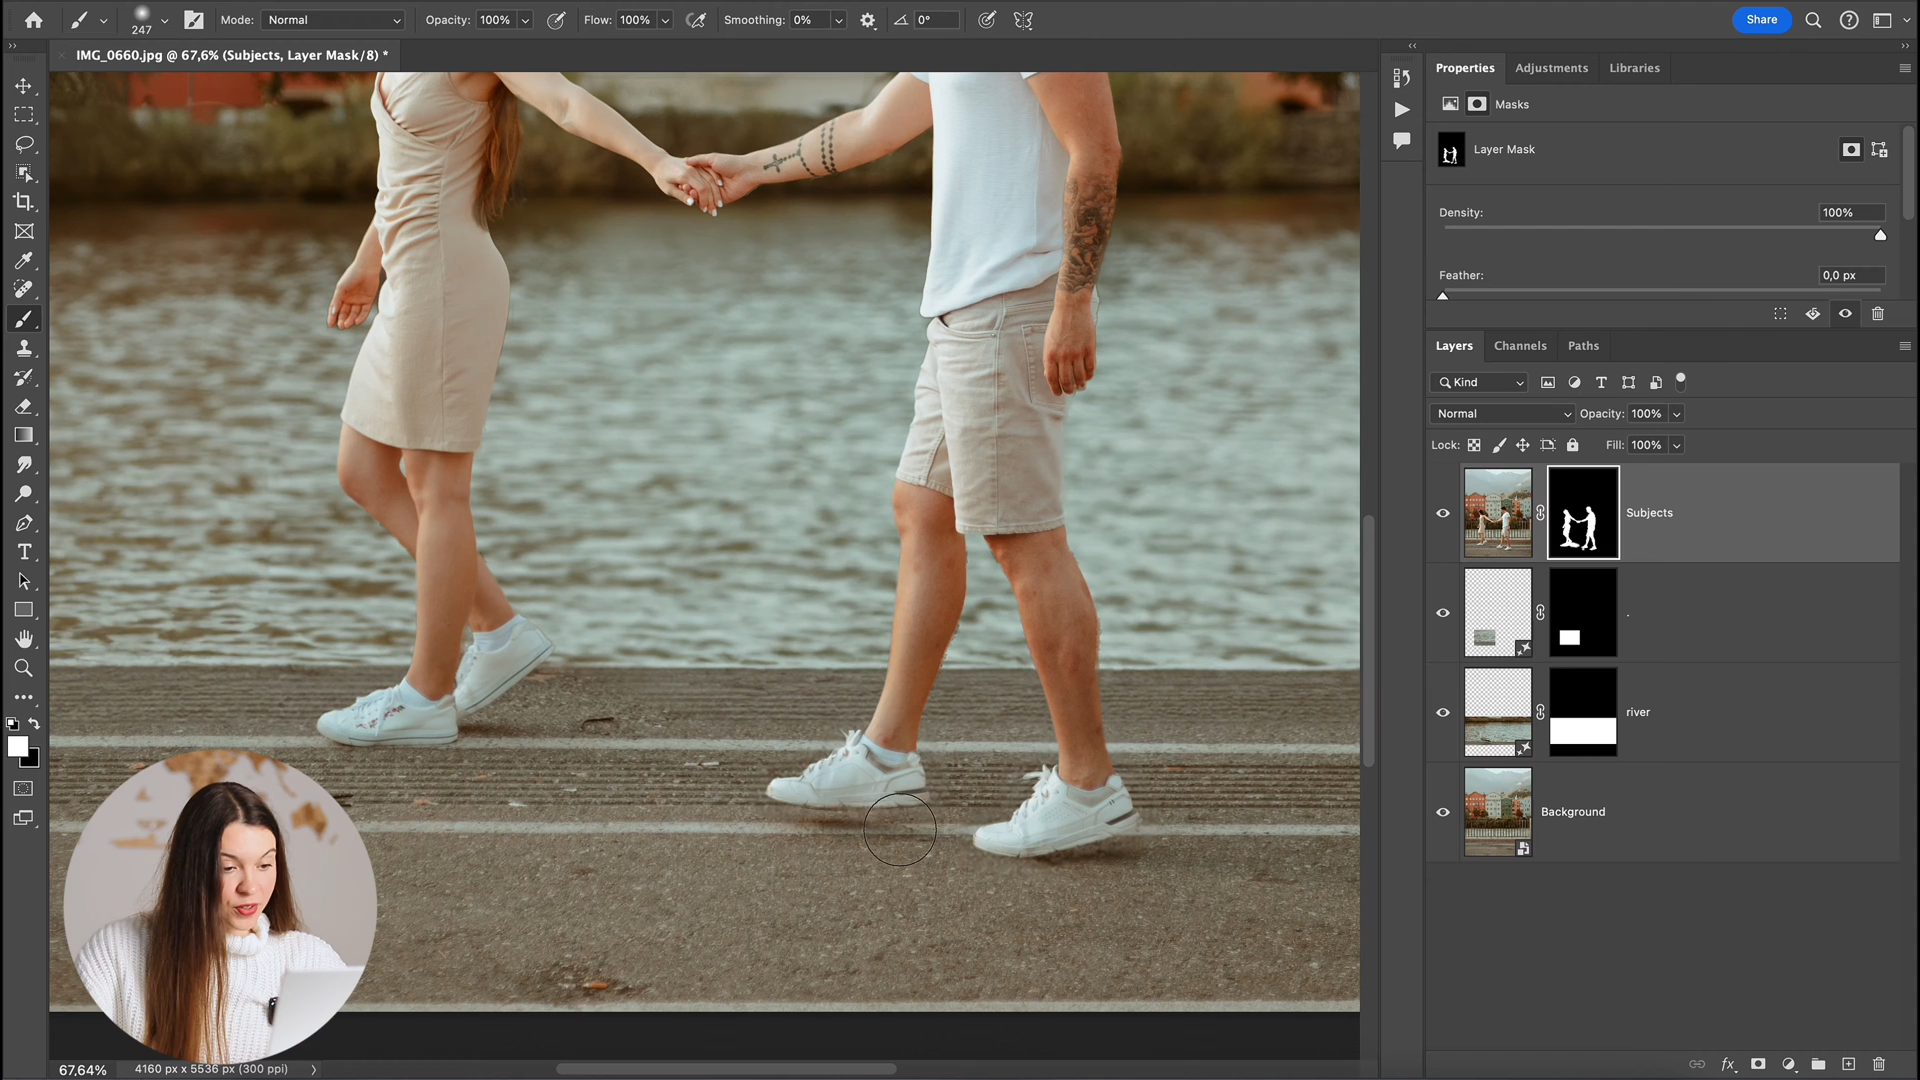 247
Mode:
Normal
Opacity:
100%
Flow:
100%
Smoothing:
0%
0°
Share
IMG_0660.jpg @ 67,6% (Subjects, Layer Mask/8) *
Properties
Adjustments
Libraries
Masks
Layer Mask
Density:
100%
Feather:
0,0 px
Layers
Channels
Paths
Kind
Normal
Opacity:
100%
Lock:
Fill:
100%
Subjects
.
river
Background
67,64%
4160 px x 5536 px (300 ppi)